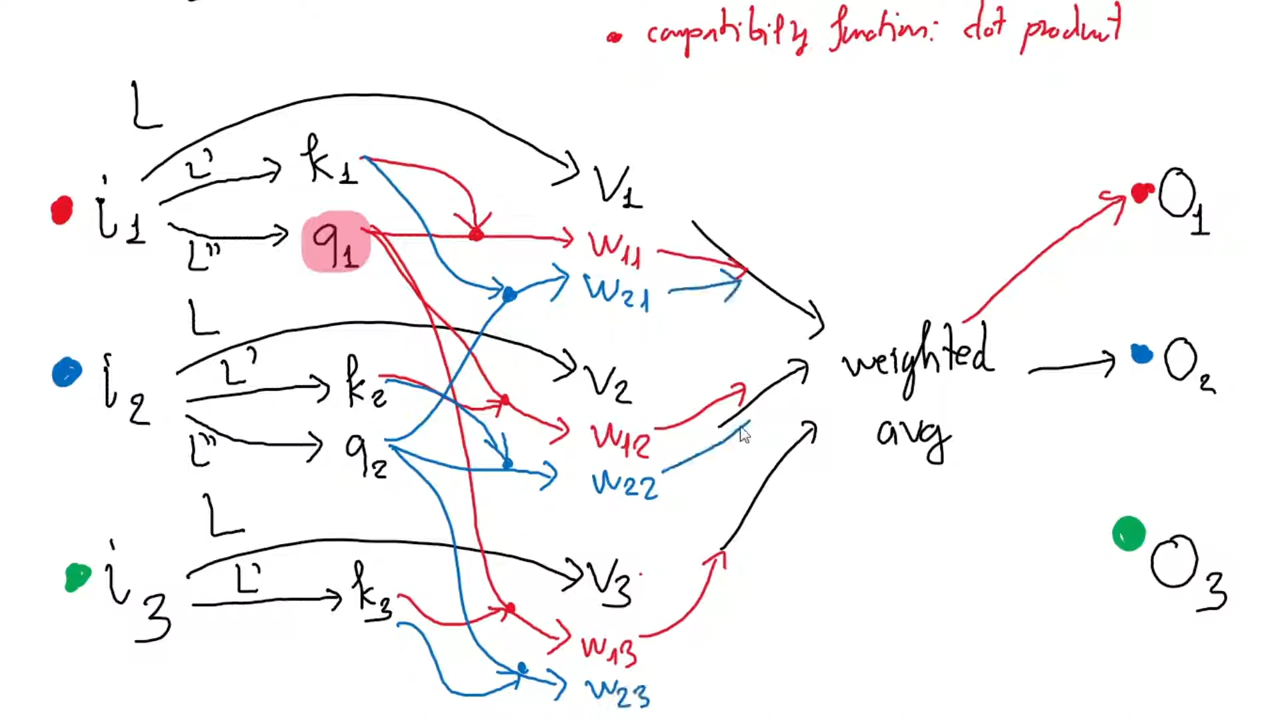 • compatibility function: dot product
L
L' k1 V1
i1 q1 w11
L'' w21
O1
L
i2 L' k2 V2 weighted O2
L'' q2 w12 avg
w22
L
i3 L' k3 V3 O3
w13
w23